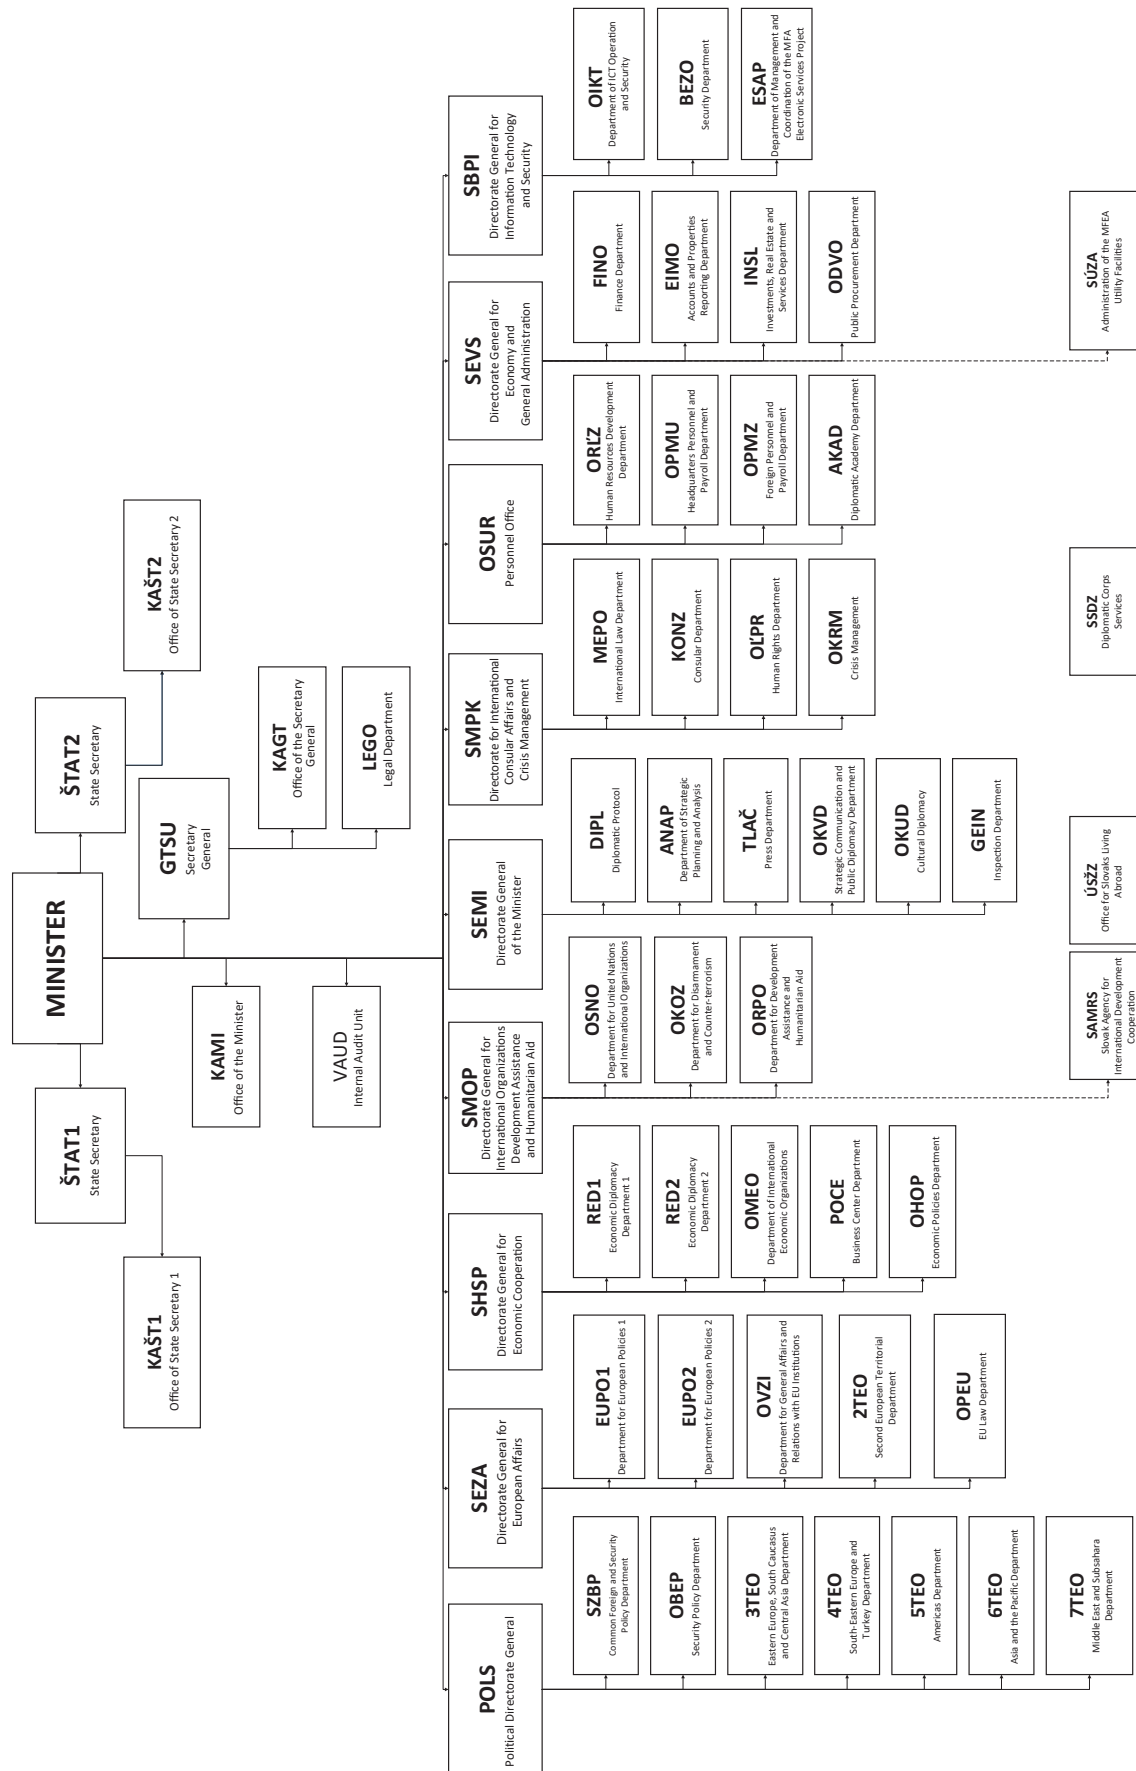 MINISTER
ŠTAT1
State Secretary
ŠTAT2
State Secretary
KAŠT1
Office of State Secretary 1
KAŠT2
Office of State Secretary 2
GTSU
Secretary
General
KAMI
Office of the Minister
KAGT
Office of the Secretary
General
VAUD
Internal Audit Unit
LEGO
Legal Department
POLS
Political Directorate General
SEZA
Directorate General for
European Affairs
SHSP
Directorate General for
Economic Cooperation
SMOP
Directorate General for
International Organizations
Development Assistance
and Humanitarian Aid
SEMI
Directorate General
of the Minister
SMPK
Directorate for International
Consular Affairs and
Crisis Management
OSUR
Personnel Office
SEVS
Directorate General for
Economy and
General Administration
SBPI
Directorate General for
Information Technology
and Security
SZBP
Common Foreign and Security
Policy Department
OBEP
Security Policy Department
3TEO
Eastern Europe, South Caucasus
and Central Asia Department
4TEO
South-Eastern Europe and
Turkey Department
5TEO
Americas Department
6TEO
Asia and the Pacific Department
7TEO
Middle East and Subsahara
Department
EUPO1
Department for European Policies 1
EUPO2
Department for European Policies 2
OVZI
Department for General Affairs and
Relations with EU Institutions
2TEO
Second European Territorial
Department
OPEU
EU Law Department
RED1
Economic Diplomacy
Department 1
RED2
Economic Diplomacy
Department 2
OMEO
Department of International
Economic Organizations
POCE
Business Center Department
OHOP
Economic Policies Department
OSNO
Department for United Nations
and International Organizations
OKOZ
Department for Disarmament
and Counter-terrorism
ORPO
Department for Development
Assistance and
Humanitarian Aid
DIPL
Diplomatic Protocol
ANAP
Department of Strategic
Planning and Analysis
TLAČ
Press Department
OKVD
Strategic Communication and
Public Diplomacy Department
OKUD
Cultural Diplomacy
GEIN
Inspection Department
MEPO
International Law Department
KONZ
Consular Department
OĽPR
Human Rights Department
OKRM
Crisis Management
ORĽZ
Human Resources Development
Department
OPMU
Headquarters Personnel and
Payroll Department
OPMZ
Foreign Personnel and
Payroll Department
AKAD
Diplomatic Academy Department
FINO
Finance Department
EIMO
Accounts and Properties
Reporting Department
INSL
Investments, Real Estate and
Services Department
ODVO
Public Procurement Department
OIKT
Department of ICT Operation
and Security
BEZO
Security Department
ESAP
Department of Management and
Coordination of the MFA
Electronic Services Project
SAMRS
Slovak Agency for
International Development
Cooperation
ÚSŽZ
Office for Slovaks Living
Abroad
SSDZ
Diplomatic Corps
Services
SÚZA
Administration of the MFEA
Utility Facilities